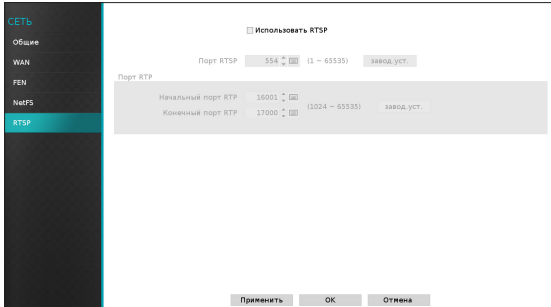 СЕТЬ
Общие
WAN
FEN
NetFS
RTSP
Использовать RTSP
Порт RTSP 554 (1 ~ 65535) завод.уст.
Порт RTP
Начальный порт RTP 16001
(1024 ~ 65535) завод.уст.
Конечный порт RTP 17000
Применить OK Отмена